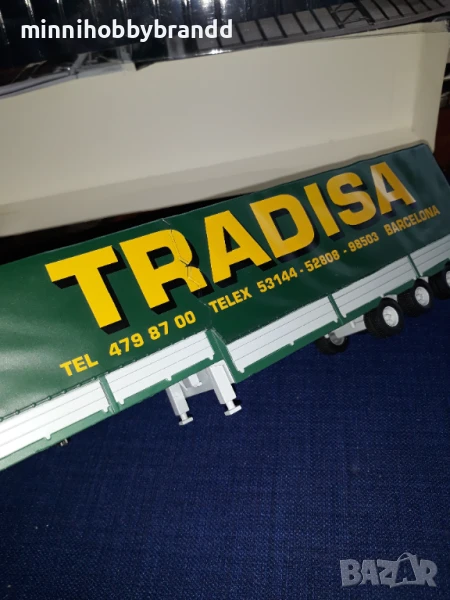 minnihobbybrandd
TRADISA
TEL 479 87 00 TELEX 53144 - 52808 - 98503 BARCELONA
BAZAR